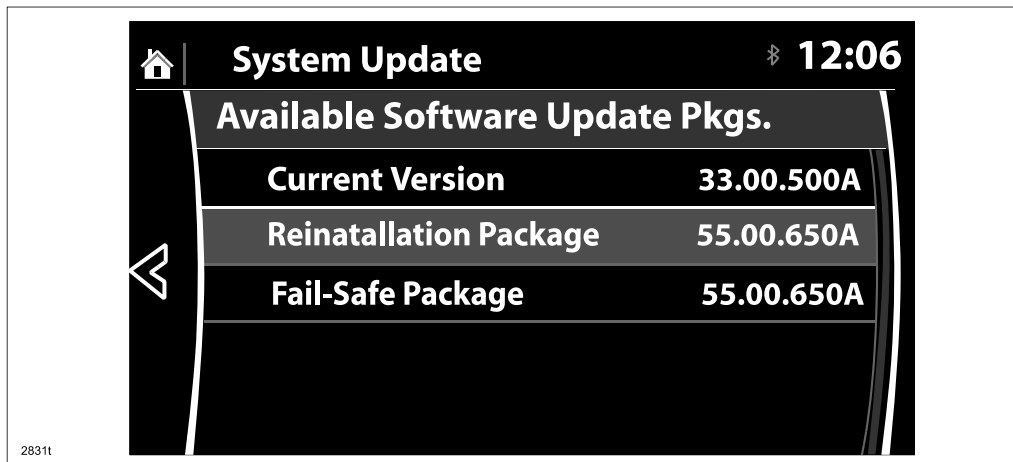 System Update 12:06
Available Software Update Pkgs.
Current Version 33.00.500A
Reinatallation Package 55.00.650A
Fail-Safe Package 55.00.650A
2831t